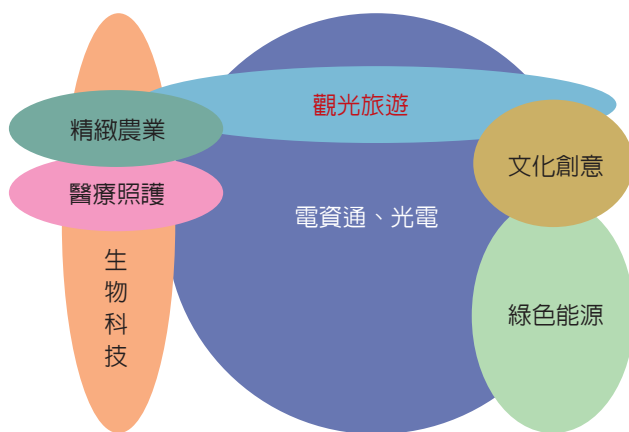 觀光旅遊
精緻農業
文化創意
醫療照護
電資通、光電
生物科技
綠色能源